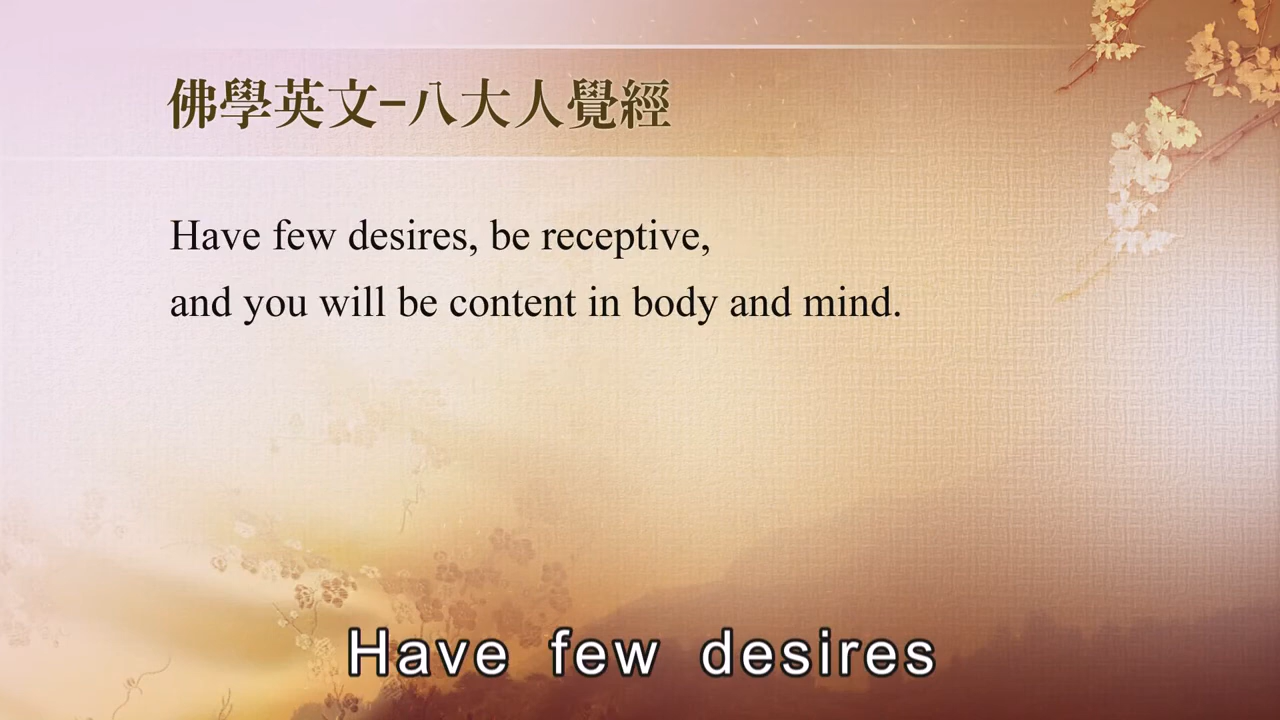 佛學英文-八大人覺經
Have few desires, be receptive,
and you will be content in body and mind.
Have few desires